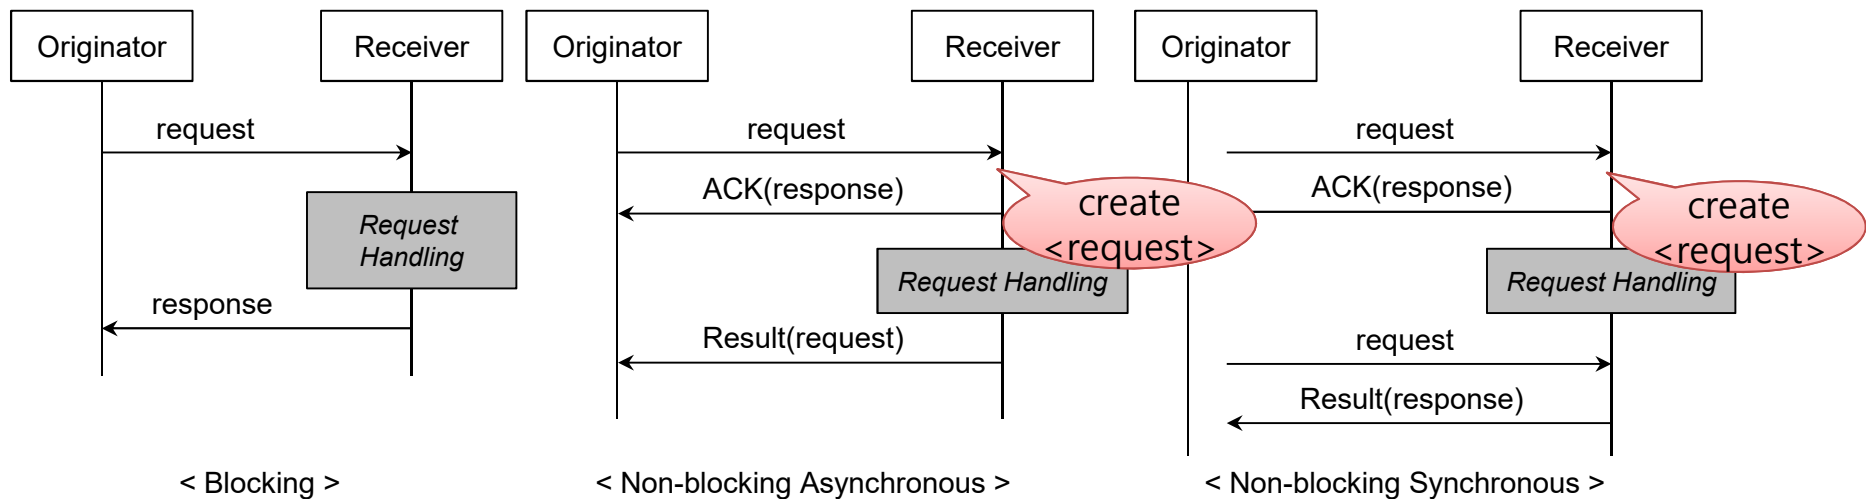 Originator
Receiver
request
Request
Handling
response
< Blocking >
Originator
Receiver
request
ACK(response)
create
<request>
Request Handling
Result(request)
< Non-blocking Asynchronous >
Originator
Receiver
request
ACK(response)
create
<request>
Request Handling
request
Result(response)
< Non-blocking Synchronous >